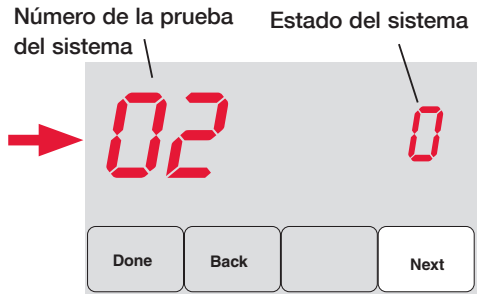 Número de la prueba
del sistema
Estado del sistema
02 0
Done Back Next